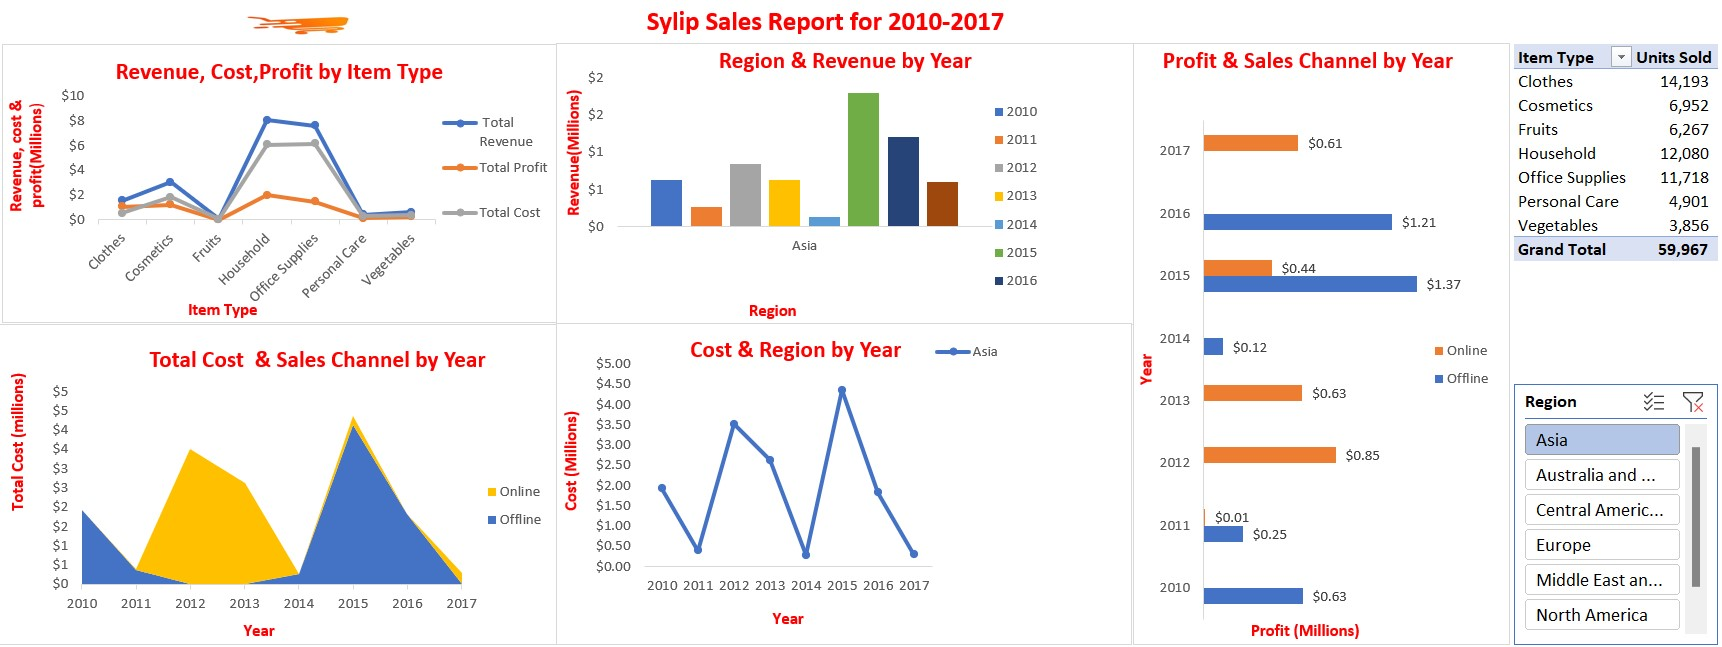 Sylip Sales Report for 2010-2017
Revenue, Cost,Profit by Item Type
Revenue, cost &
profit(Millions)
$10
$8
$6
$4
$2
$0
Clothes
Cosmetics
Fruits
Household
Office Supplies
Personal Care
Vegetables
Item Type
Total
Revenue
Total Profit
Total Cost
Region & Revenue by Year
Revenue(Millions)
$2
$2
$1
$1
$0
Asia
Region
2010
2011
2012
2013
2014
2015
2016
Profit & Sales Channel by Year
Year
2017
$0.61
2016
$1.21
2015
$0.44
$1.37
2014
$0.12
2013
$0.63
2012
$0.85
2011
$0.01
$0.25
2010
$0.63
Online
Offline
Profit (Millions)
Item Type Units Sold
Clothes 14,193
Cosmetics 6,952
Fruits 6,267
Household 12,080
Office Supplies 11,718
Personal Care 4,901
Vegetables 3,856
Grand Total 59,967
Total Cost & Sales Channel by Year
Total Cost (millions)
$5
$5
$4
$4
$3
$3
$2
$2
$1
$1
$0
2010 2011 2012 2013 2014 2015 2016 2017
Year
Online
Offline
Cost & Region by Year
Asia
Cost (Millions)
$5.00
$4.50
$4.00
$3.50
$3.00
$2.50
$2.00
$1.50
$1.00
$0.50
$0.00
2010 2011 2012 2013 2014 2015 2016 2017
Year
Region
Asia
Australia and ...
Central Americ...
Europe
Middle East an...
North America